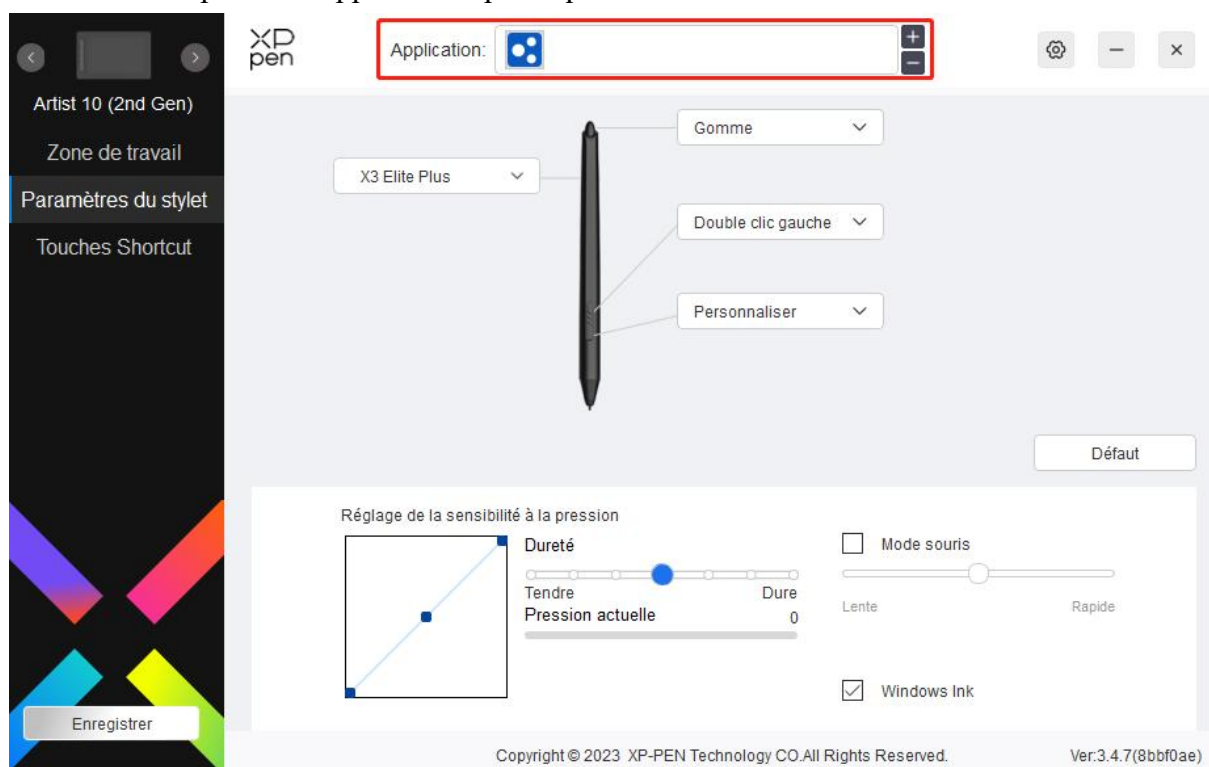 XP
pen
Application:
Artist 10 (2nd Gen)
Zone de travail
Paramètres du stylet
Touches Shortcut
Enregistrer
Gomme
X3 Elite Plus
Double clic gauche
Personnaliser
Défaut
Réglage de la sensibilité à la pression
Dureté
Tendre Dure
Pression actuelle 0
Mode souris
Lente Rapide
Windows Ink
Copyright © 2023 XP-PEN Technology CO.All Rights Reserved.
Ver:3.4.7(8bbf0ae)